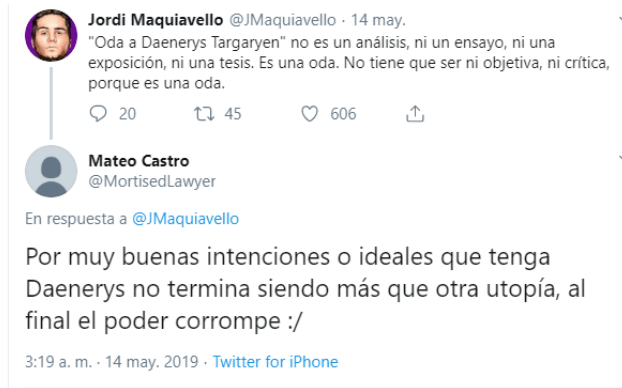 Jordi Maquiavello @JMaquiavello · 14 may.
"Oda a Daenerys Targaryen" no es un análisis, ni un ensayo, ni una
exposición, ni una tesis. Es una oda. No tiene que ser ni objetiva, ni crítica,
porque es una oda.
20 45 606
Mateo Castro
@MortisedLawyer
En respuesta a @JMaquiavello
Por muy buenas intenciones o ideales que tenga
Daenerys no termina siendo más que otra utopía, al
final el poder corrompe :/
3:19 a. m. · 14 may. 2019 · Twitter for iPhone